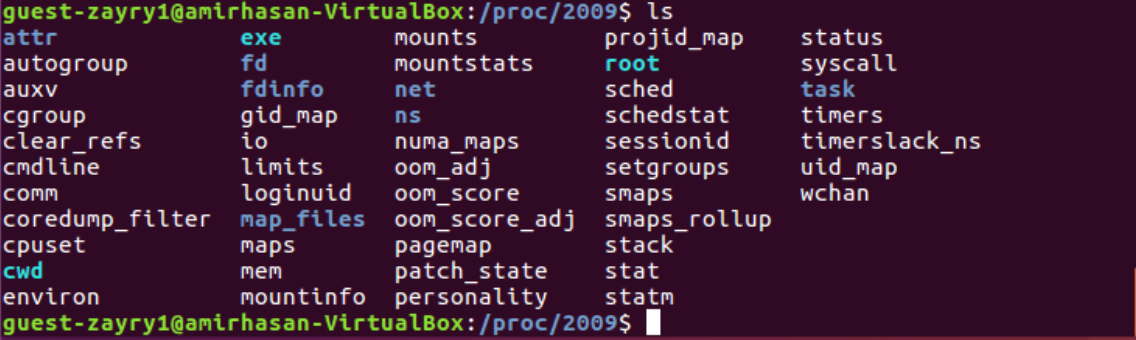 guest-zayry1@amirhasan-VirtualBox:/proc/2009$ ls
attr exe mounts projid_map status
autogroup fd mountstats root syscall
auxv fdinfo net sched task
cgroup gid_map ns schedstat timers
clear_refs io numa_maps sessionid timerslack_ns
cmdline limits oom_adj setgroups uid_map
comm loginuid oom_score smaps wchan
coredump_filter map_files oom_score_adj smaps_rollup
cpuset maps pagemap stack
cwd mem patch_state stat
environ mountinfo personality statm
guest-zayry1@amirhasan-VirtualBox:/proc/2009$